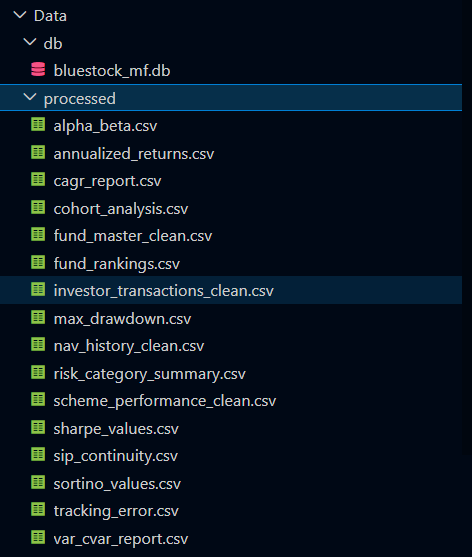 Data
db
bluestock_mf.db
processed
alpha_beta.csv
annualized_returns.csv
cagr_report.csv
cohort_analysis.csv
fund_master_clean.csv
fund_rankings.csv
investor_transactions_clean.csv
max_drawdown.csv
nav_history_clean.csv
risk_category_summary.csv
scheme_performance_clean.csv
sharpe_values.csv
sip_continuity.csv
sortino_values.csv
tracking_error.csv
var_cvar_report.csv